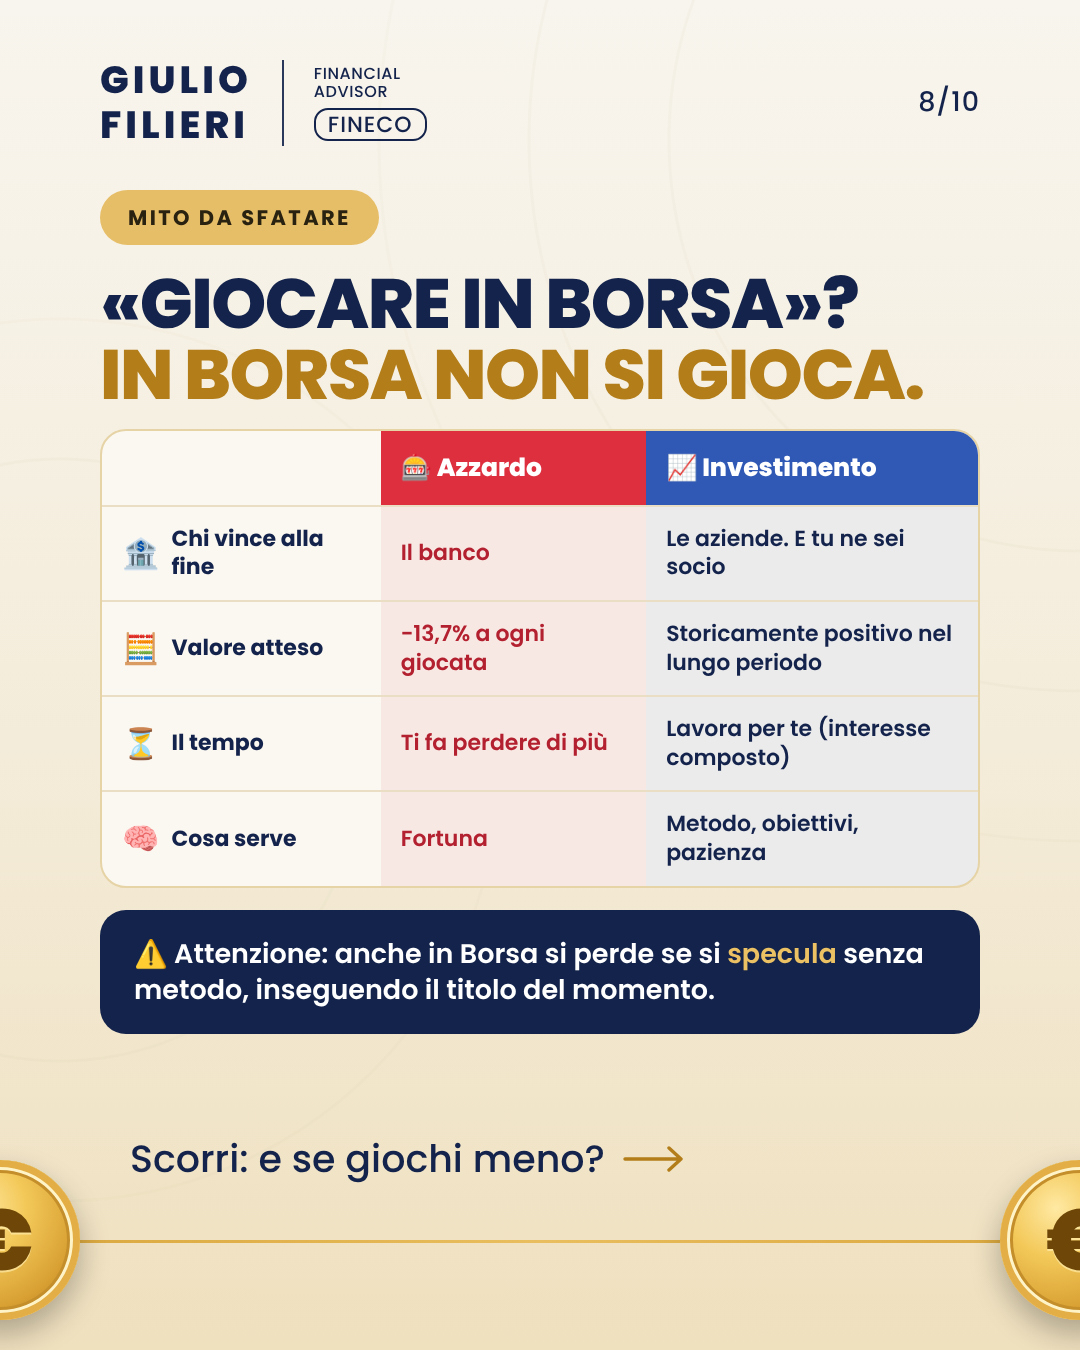 GIULIO
FILIERI
FINANCIAL
ADVISOR
FINECO
8/10
MITO DA SFATARE
«GIOCARE IN BORSA»?
IN BORSA NON SI GIOCA.
🎰 Azzardo
📈 Investimento
Chi vince alla
fine
Il banco
Le aziende. E tu ne sei
socio
Valore atteso
−13,7% a ogni
giocata
Storicamente positivo nel
lungo periodo
Il tempo
Ti fa perdere di più
Lavora per te (interesse
composto)
Cosa serve
Fortuna
Metodo, obiettivi,
pazienza
⚠️ Attenzione: anche in Borsa si perde se si specula senza
metodo, inseguendo il titolo del momento.
Scorri: e se giochi meno? →
€
€